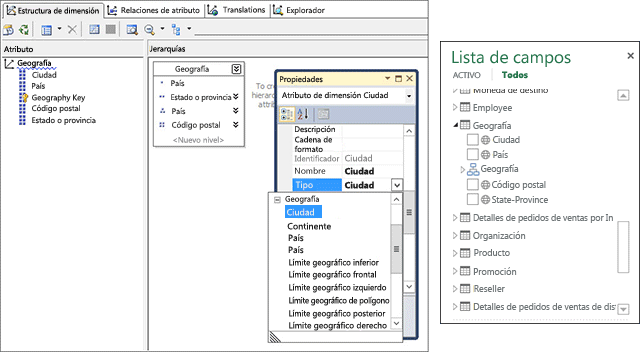 Estructura de dimensión
Relaciones de atributo
Translations
Explorador
Atributo
Geografía
Ciudad
País
Geography Key
Código postal
Estado o provincia
Jerarquías
Geografía
País
Estado o provincia
País
Código postal
<Nuevo nivel>
To cre
hierarc
attrib
Propiedades
Atributo de dimensión Ciudad
Descripción
Cadena de
formato
Identificador Ciudad
Nombre Ciudad
Tipo Ciudad
Geografía
Ciudad
Continente
País
País
Límite geográfico inferior
Límite geográfico frontal
Límite geográfico izquierdo
Límite geográfico de polígono
Límite geográfico posterior
Límite geográfico derecho
Lista de campos
ACTIVO Todos
Moneda de destino
Employee
Geografía
Ciudad
País
Geografía
Código postal
State-Province
Detalles de pedidos de ventas por In
Organización
Producto
Promoción
Reseller
Detalles de pedidos de ventas de dis